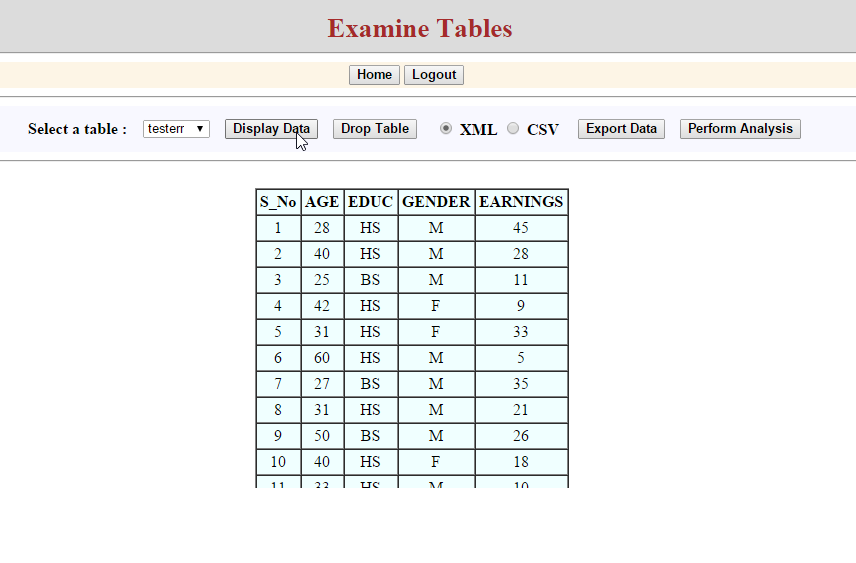 Examine Tables
Home Logout
Select a table : testerr Display Data Drop Table XML CSV Export Data Perform Analysis
S_No AGE EDUC GENDER EARNINGS
1 28 HS M 45
2 40 HS M 28
3 25 BS M 11
4 42 HS F 9
5 31 HS F 33
6 60 HS M 5
7 27 BS M 35
8 31 HS M 21
9 50 BS M 26
10 40 HS F 18
11 33 HS M 10